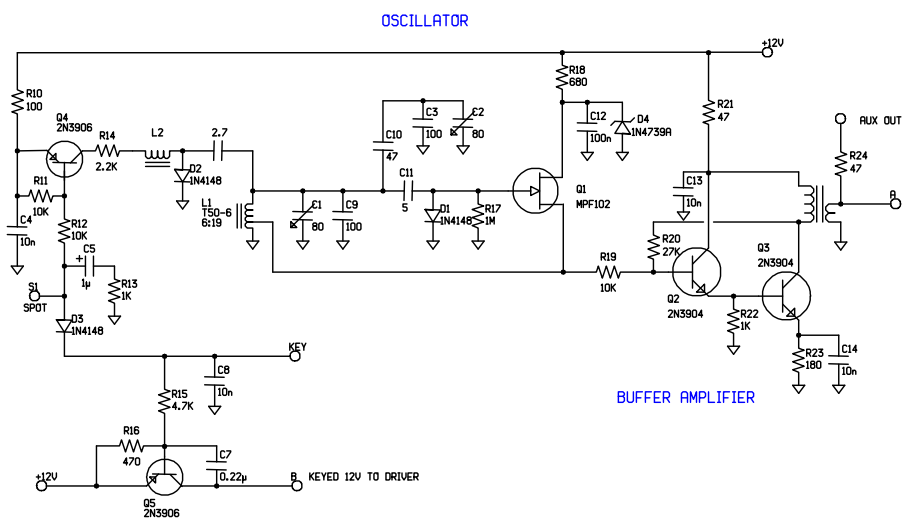 OSCILLATOR
+12V
R10
100
Q4
2N3906
R14
2.2K
L2
2.7
D2
1N4148
R11
10K
C4
10n
R12
10K
+
C5
1µ
R13
1K
S1
SPOT
D3
1N4148
L1
T50-6
6:19
C1
80
C9
100
C10
47
C3
100
C2
80
C11
5
D1
1N4148
R17
1M
R18
680
C12
100n
D4
1N4739A
Q1
MPF102
R21
47
C13
10n
AUX OUT
R24
47
A
R19
10K
R20
27K
Q2
2N3904
Q3
2N3904
R22
1K
R23
180
C14
10n
BUFFER AMPLIFIER
KEY
C8
10n
R15
4.7K
R16
470
C7
0.22µ
+12V
Q5
2N3906
B
KEYED 12V TO DRIVER